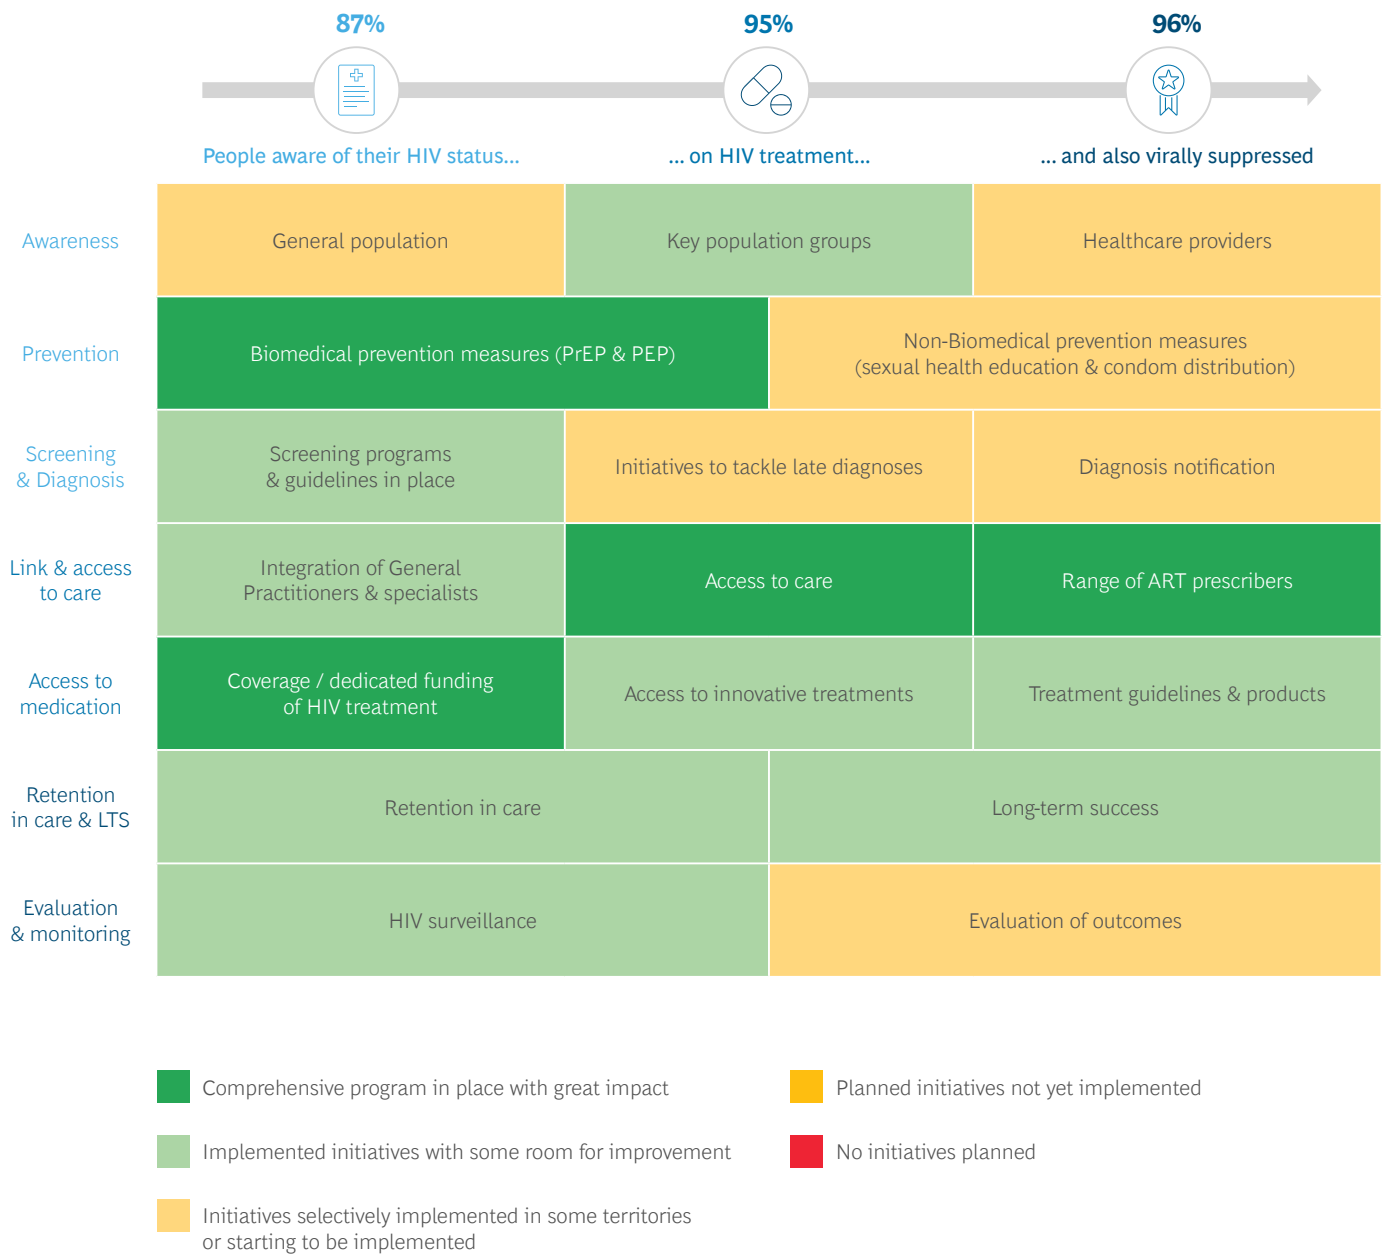 87%
95%
96%
People aware of their HIV status...
... on HIV treatment...
... and also virally suppressed
Awareness
General population
Key population groups
Healthcare providers
Prevention
Biomedical prevention measures (PrEP & PEP)
Non-Biomedical prevention measures
(sexual health education & condom distribution)
Screening
& Diagnosis
Screening programs
& guidelines in place
Initiatives to tackle late diagnoses
Diagnosis notification
Link & access
to care
Integration of General
Practitioners & specialists
Access to care
Range of ART prescribers
Access to
medication
Coverage / dedicated funding
of HIV treatment
Access to innovative treatments
Treatment guidelines & products
Retention
in care & LTS
Retention in care
Long-term success
Evaluation
& monitoring
HIV surveillance
Evaluation of outcomes
Comprehensive program in place with great impact
Implemented initiatives with some room for improvement
Initiatives selectively implemented in some territories
or starting to be implemented
Planned initiatives not yet implemented
No initiatives planned